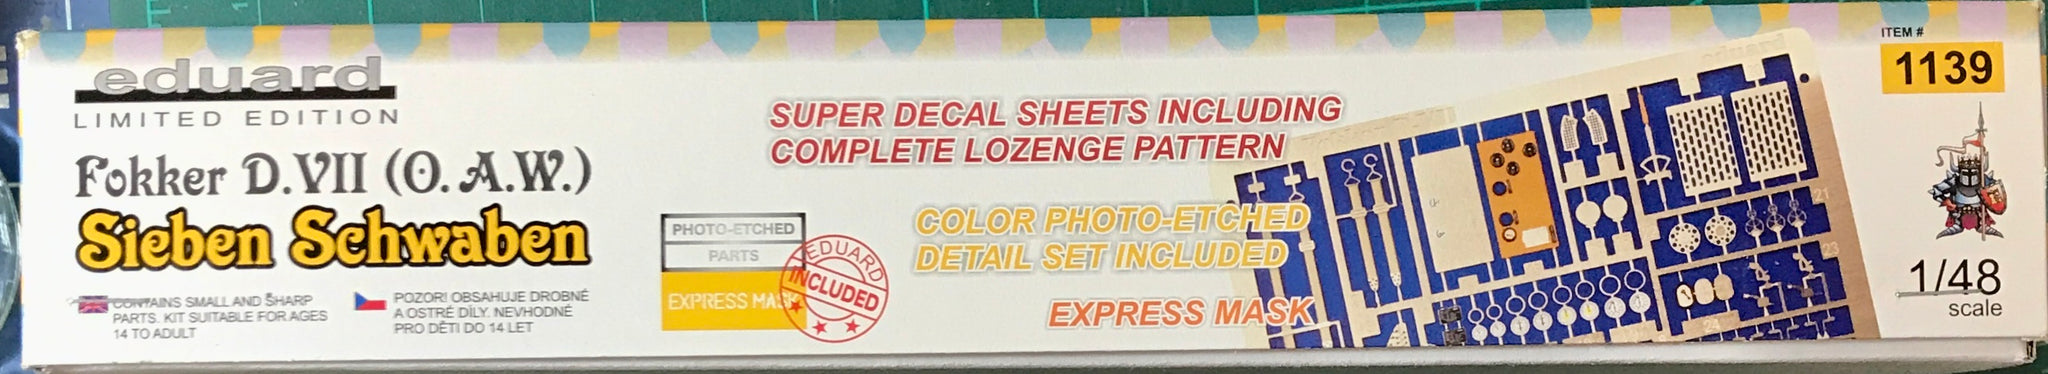 eduard
LIMITED EDITION
Fokker D.VII (O.A.W.)
Sieben Schwaben
CONTAINS SMALL AND SHARP
PARTS. KIT SUITABLE FOR AGES
14 TO ADULT
POZOR! OBSAHUJE DROBNÉ
A OSTRÉ DÍLY. NEVHODNÉ
PRO DĚTI DO 14 LET
PHOTO-ETCHED
PARTS
EXPRESS MASK
EDUARD
INCLUDED
SUPER DECAL SHEETS INCLUDING
COMPLETE LOZENGE PATTERN
COLOR PHOTO-ETCHED
DETAIL SET INCLUDED
EXPRESS MASK
21
23
24
ITEM #
1139
1/48
scale